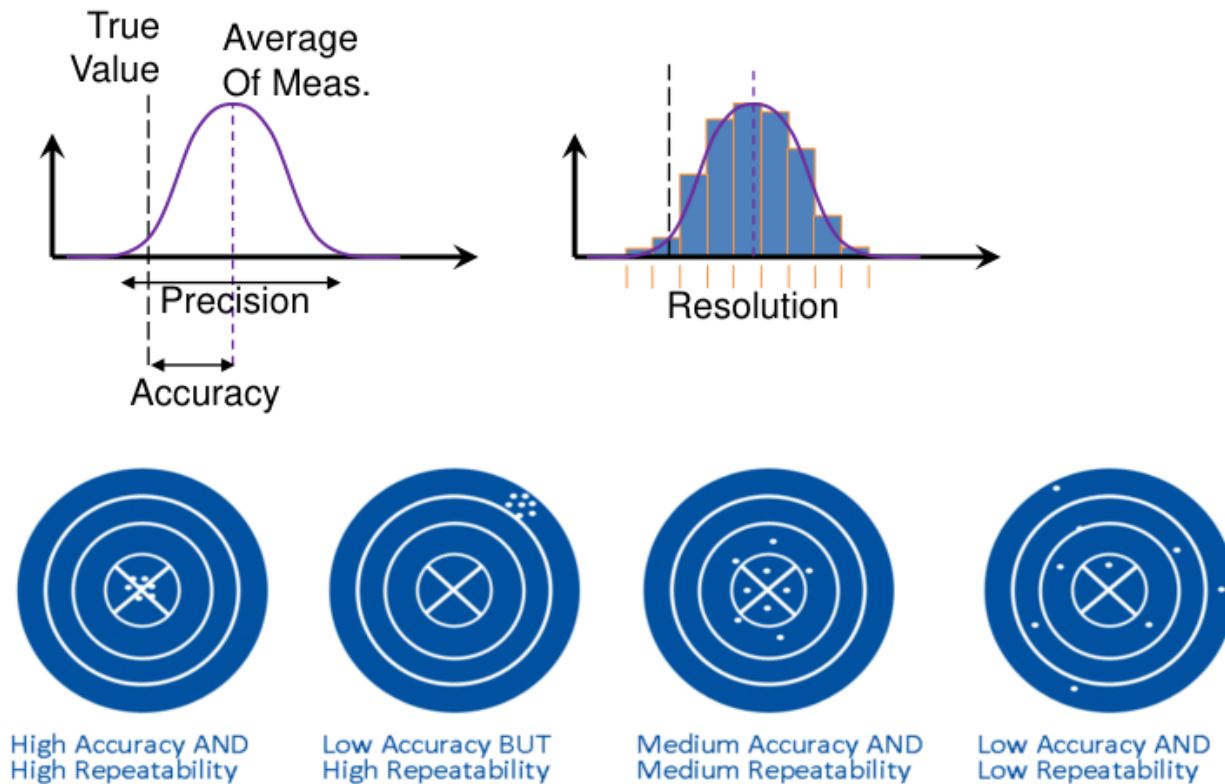 True
Value
Average
Of Meas.
Precision
Accuracy
Resolution
High Accuracy AND
High Repeatability
Low Accuracy BUT
High Repeatability
Medium Accuracy AND
Medium Repeatability
Low Accuracy AND
Low Repeatability